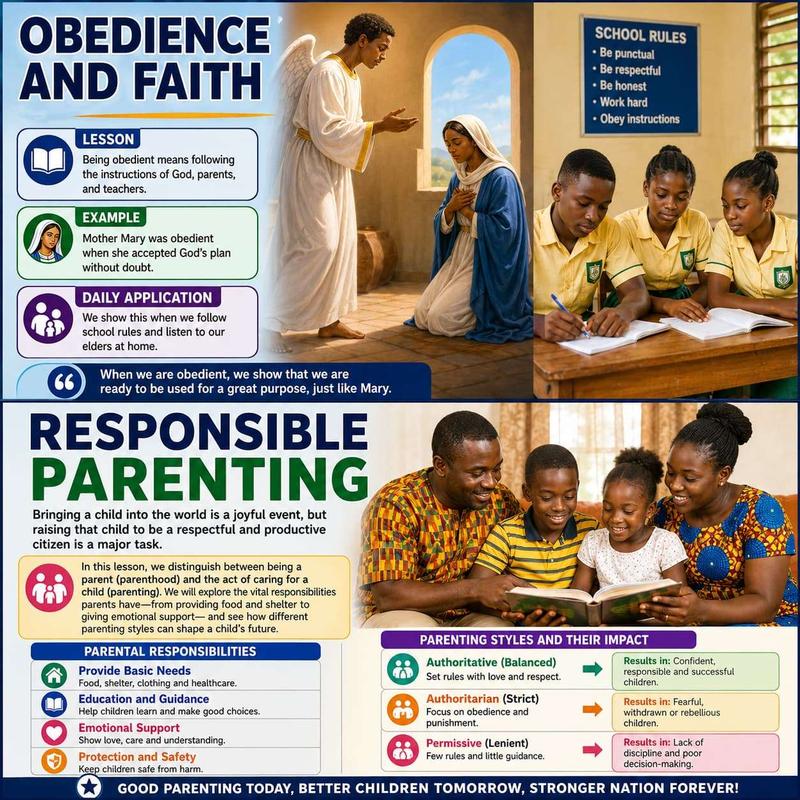 OBEDIENCE
AND FAITH
LESSON
Being obedient means following
the instructions of God, parents,
and teachers.
EXAMPLE
Mother Mary was obedient
when she accepted God's plan
without doubt.
DAILY APPLICATION
We show this when we follow
school rules and listen to our
elders at home.
“
When we are obedient, we show that we are
ready to be used for a great purpose, just like Mary.
SCHOOL RULES
• Be punctual
• Be respectful
• Be honest
• Work hard
• Obey instructions
RESPONSIBLE
PARENTING
Bringing a child into the world is a joyful event, but
raising that child to be a respectful and productive
citizen is a major task.
In this lesson, we distinguish between being a
parent (parenthood) and the act of caring for a
child (parenting). We will explore the vital responsibilities
parents have—from providing food and shelter to
giving emotional support— and see how different
parenting styles can shape a child's future.
PARENTAL RESPONSIBILITIES
Provide Basic Needs
Food, shelter, clothing and healthcare.
Education and Guidance
Help children learn and make good choices.
Emotional Support
Show love, care and understanding.
Protection and Safety
Keep children safe from harm.
PARENTING STYLES AND THEIR IMPACT
Authoritative (Balanced)
Set rules with love and respect.
Results in: Confident,
responsible and successful
children.
Authoritarian (Strict)
Focus on obedience and
punishment.
Results in: Fearful,
withdrawn or rebellious
children.
Permissive (Lenient)
Few rules and little guidance.
Results in: Lack of
discipline and poor
decision-making.
GOOD PARENTING TODAY, BETTER CHILDREN TOMORROW, STRONGER NATION FOREVER!